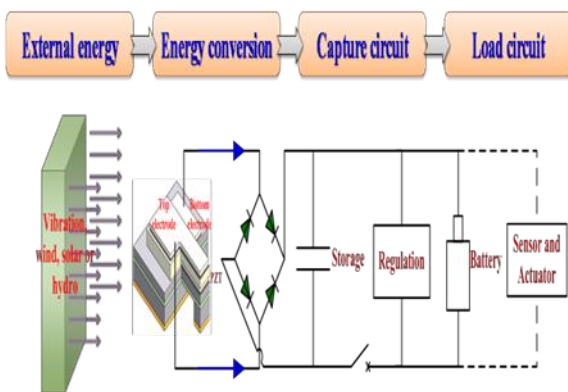 External energy
Energy conversion
Capture circuit
Load circuit
Vibration,
wind, solar or
hydro
Top
electrode
Bottom
electrode
PZT
Storage
Regulation
Battery
Sensor and
Actuator